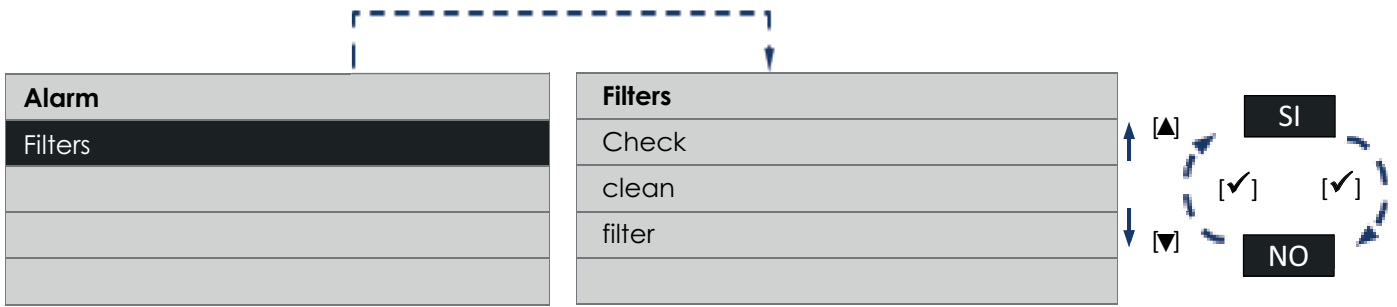 Alarm
Filters
Filters
Check
clean
filter
[▲]
[▼]
SI
[✓] [✓]
NO